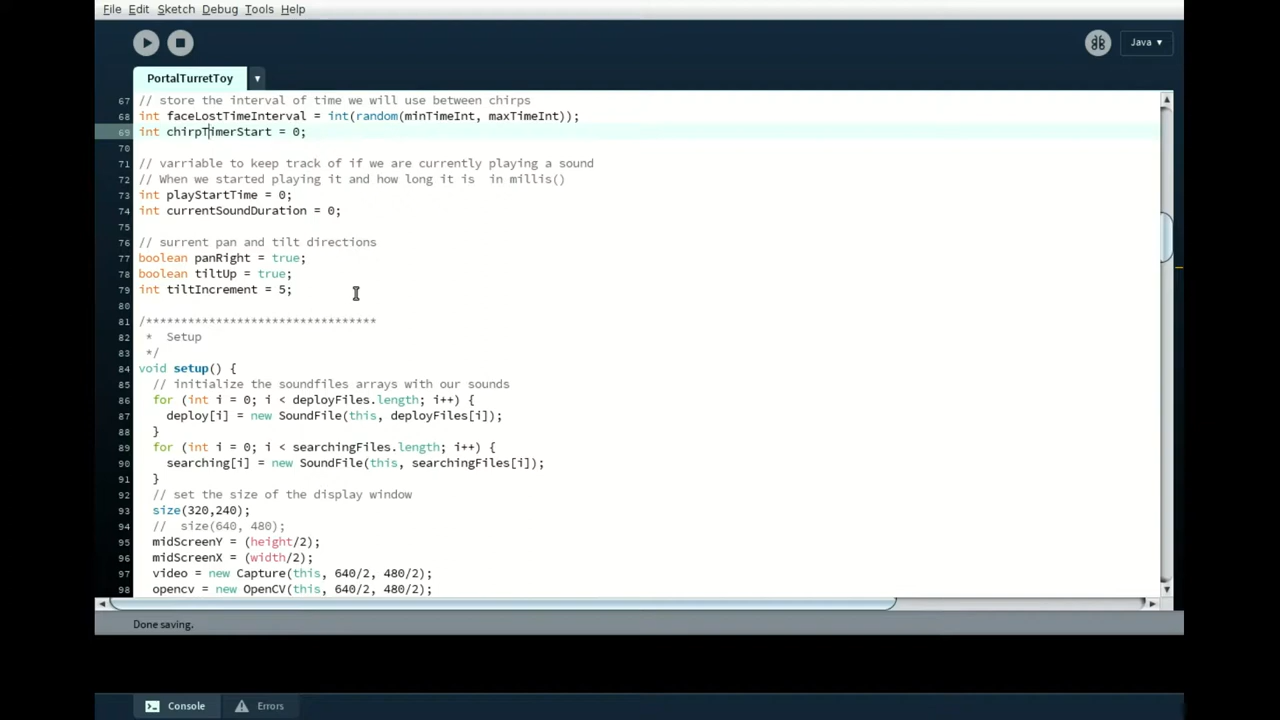 File Edit Sketch Debug Tools Help
Java ▾
PortalTurretToy ▾
67 // store the interval of time we will use between chirps
68 int faceLostTimeInterval = int(random(minTimeInt, maxTimeInt));
69 int chirpTimerStart = 0;
70
71 // varriable to keep track of if we are currently playing a sound
72 // When we started playing it and how long it is  in millis()
73 int playStartTime = 0;
74 int currentSoundDuration = 0;
75
76 // surrent pan and tilt directions
77 boolean panRight = true;
78 boolean tiltUp = true;
79 int tiltIncrement = 5;
80
81 /*********************************
82  *  Setup
83  */
84 void setup() {
85   // initialize the soundfiles arrays with our sounds
86   for (int i = 0; i < deployFiles.length; i++) {
87     deploy[i] = new SoundFile(this, deployFiles[i]);
88   }
89   for (int i = 0; i < searchingFiles.length; i++) {
90     searching[i] = new SoundFile(this, searchingFiles[i]);
91   }
92   // set the size of the display window
93   size(320,240);
94   //  size(640, 480);
95   midScreenY = (height/2);
96   midScreenX = (width/2);
97   video = new Capture(this, 640/2, 480/2);
98   opencv = new OpenCV(this, 640/2, 480/2);
Done saving.
Console Errors